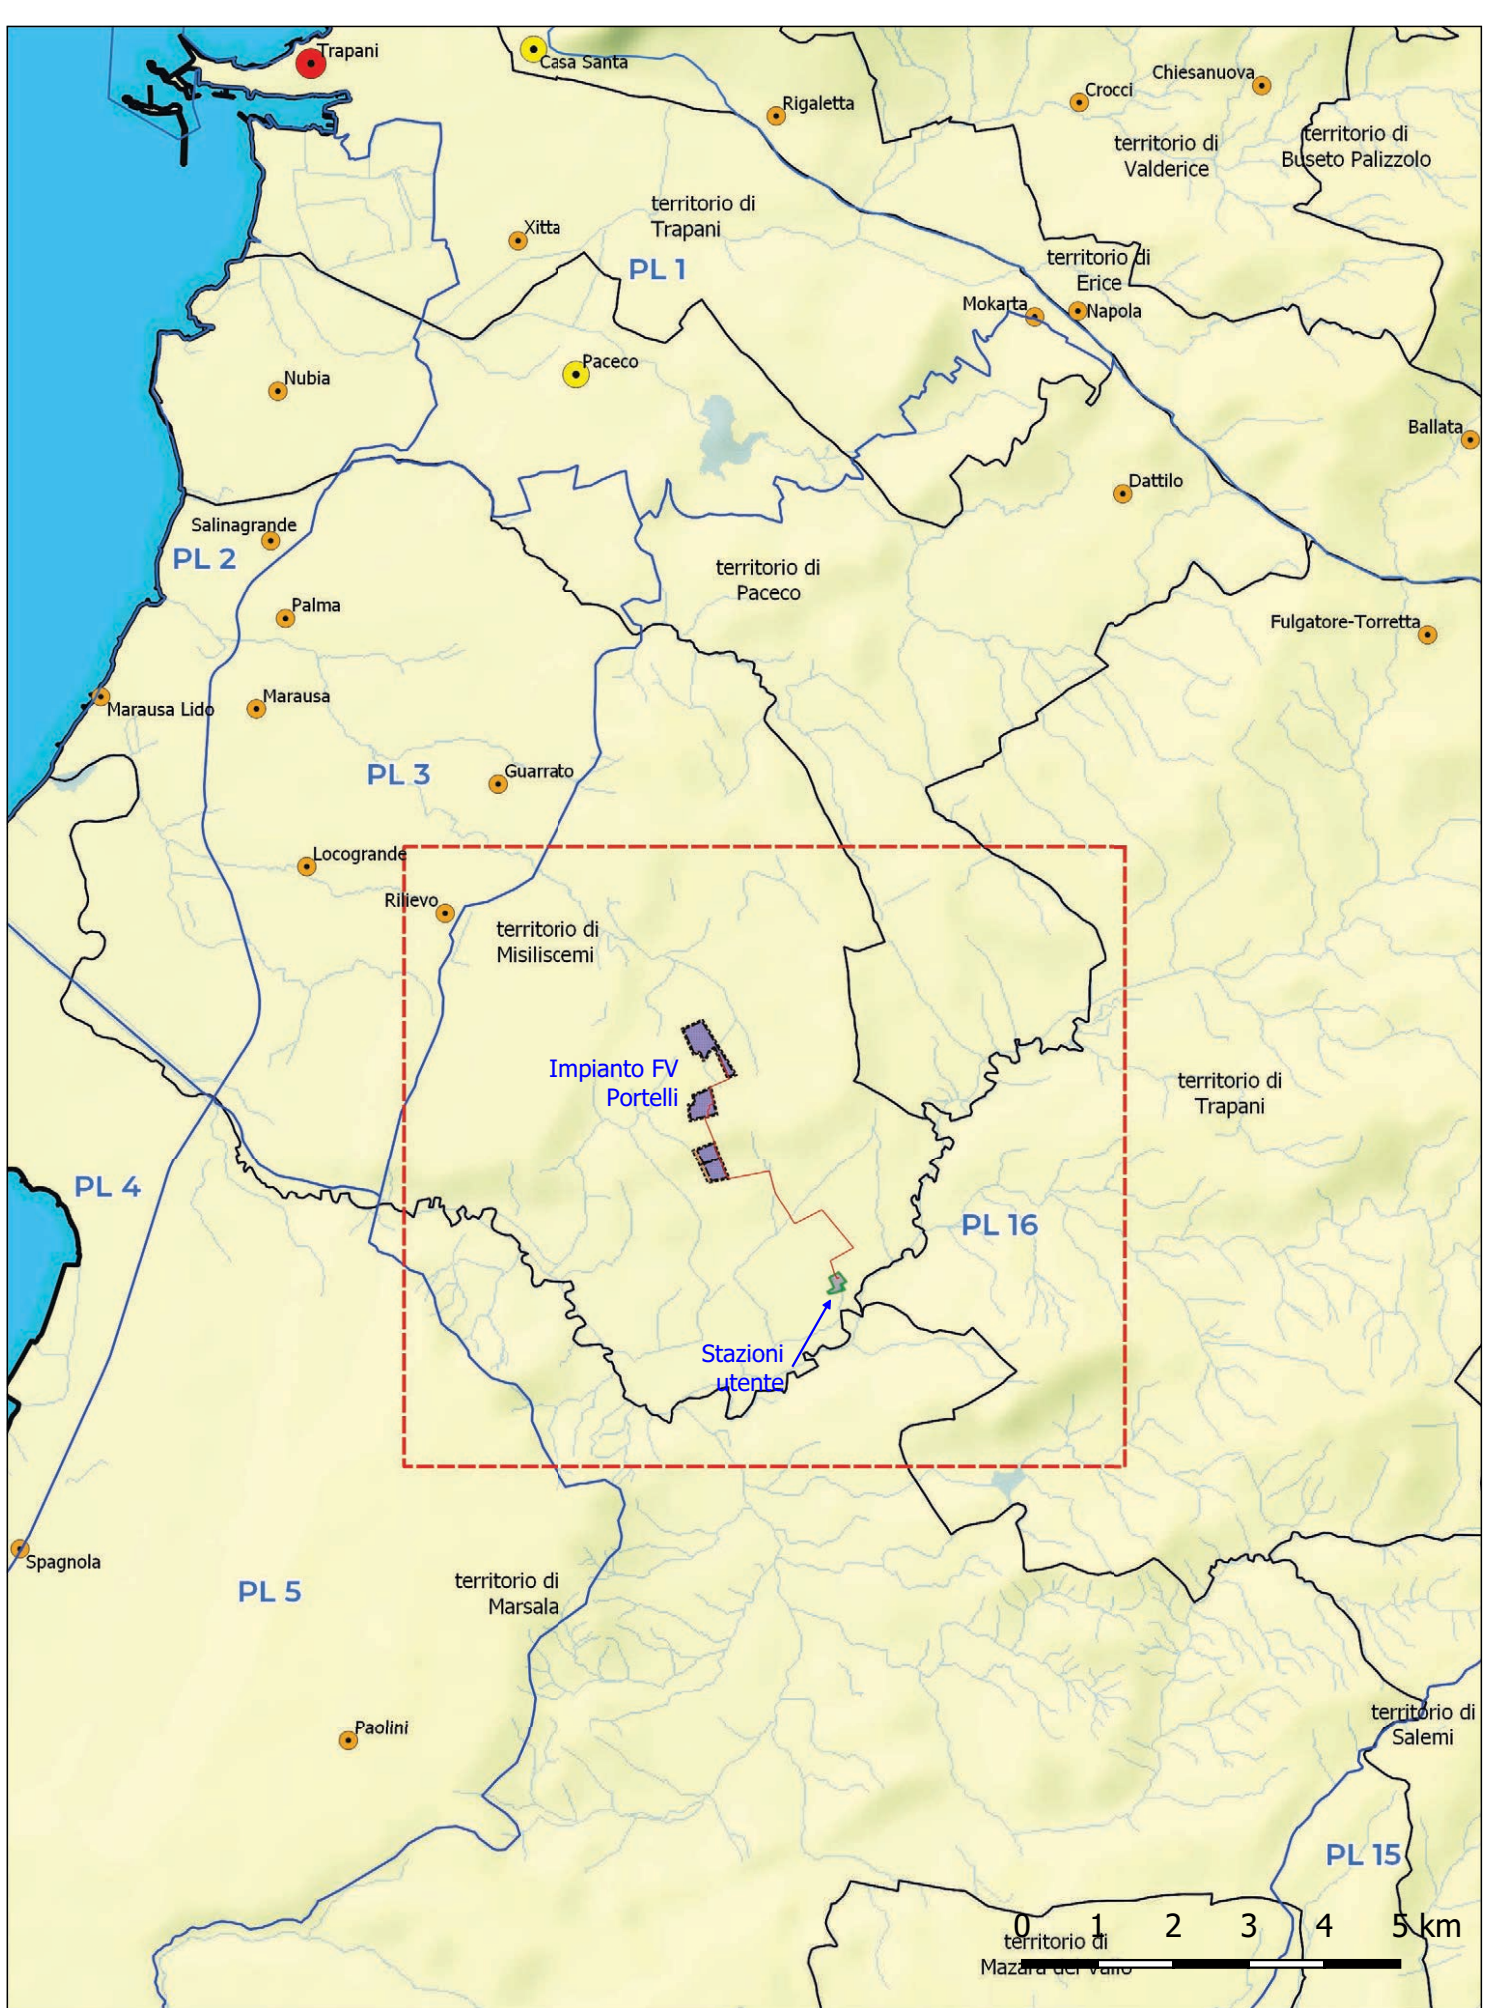 Trapani
Casa Santa
Chiesanuova
Crocci
Rigaletta
territorio di
Buseto Palizzolo
territorio di
Valderice
territorio di
Trapani
Xitta
PL 1
territorio di
Erice
Mokarta
Napola
Paceco
Nubia
Ballata
Dattilo
Salinagrande
PL 2
territorio di
Paceco
Palma
Fulgatore-Torretta
Marausa
Marausa Lido
PL 3
Guarrato
Locogrande
Rilievo
territorio di
Misiliscemi
Impianto FV
Portelli
territorio di
Trapani
PL 4
PL 16
Stazioni
utente
Spagnola
PL 5
territorio di
Marsala
territorio di
Salemi
Paolini
PL 15
0 1 2 3 4 5 km
territorio di
Mazara del Vallo